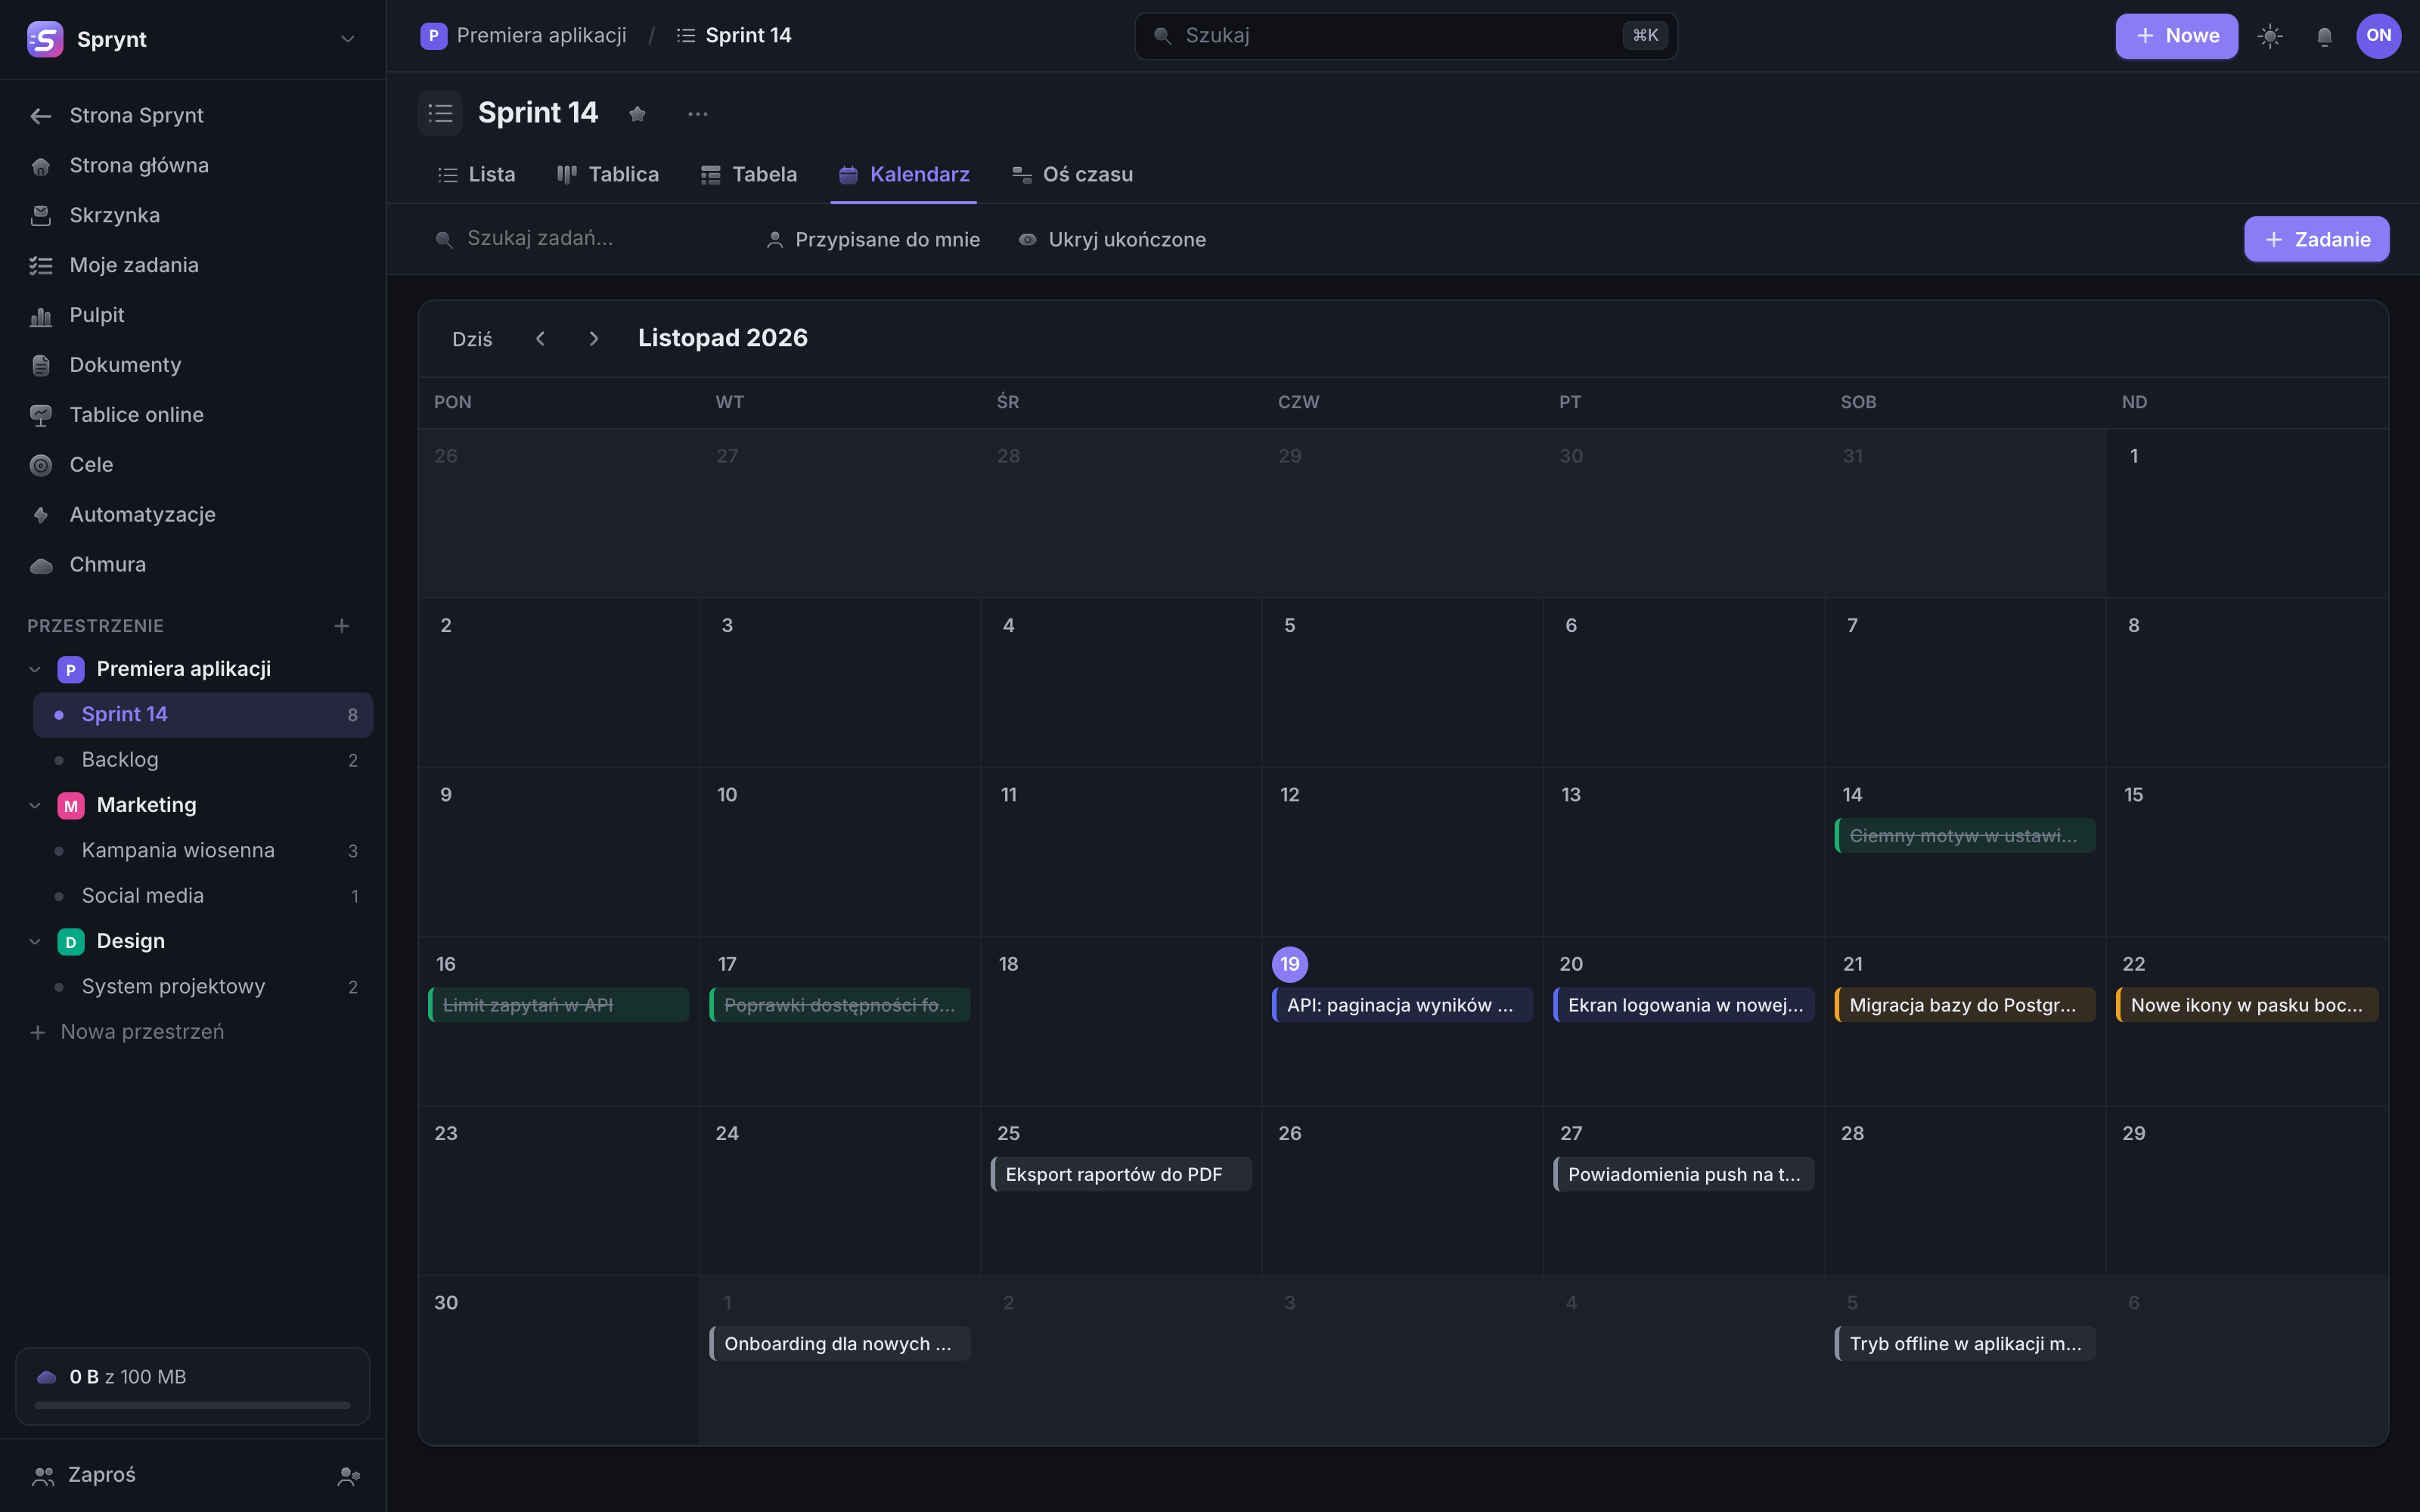 Sprynt
Strona Sprynt
Strona główna
Skrzynka
Moje zadania
Pulpit
Dokumenty
Tablice online
Cele
Automatyzacje
Chmura
PRZESTRZENIE
P Premiera aplikacji
Sprint 14 8
Backlog 2
M Marketing
Kampania wiosenna 3
Social media 1
D Design
System projektowy 2
Nowa przestrzeń
0 B z 100 MB
Zaproś
P Premiera aplikacji / Sprint 14
Szukaj ⌘K
+ Nowe
ON
Sprint 14
Lista Tablica Tabela Kalendarz Oś czasu
Szukaj zadań... Przypisane do mnie Ukryj ukończone
+ Zadanie
Dziś Listopad 2026
PON WT ŚR CZW PT SOB ND
26 27 28 29 30 31 1
2 3 4 5 6 7 8
9 10 11 12 13 14 15
Ciemny motyw w ustawi...
16 17 18 19 20 21 22
Limit zapytań w API Poprawki dostępności fo... API: paginacja wyników ... Ekran logowania w nowej... Migracja bazy do Postgr... Nowe ikony w pasku boc...
23 24 25 26 27 28 29
Eksport raportów do PDF Powiadomienia push na t...
30 1 2 3 4 5 6
Onboarding dla nowych ... Tryb offline w aplikacji m...